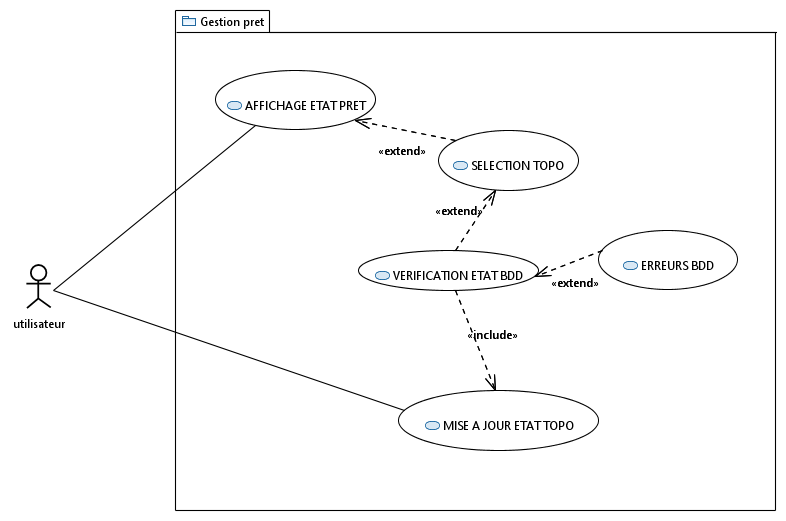 Gestion pret
AFFICHAGE ETAT PRET
«extend»
SELECTION TOPO
«extend»
VERIFICATION ETAT BDD
ERREURS BDD
«extend»
utilisateur
«include»
MISE A JOUR ETAT TOPO